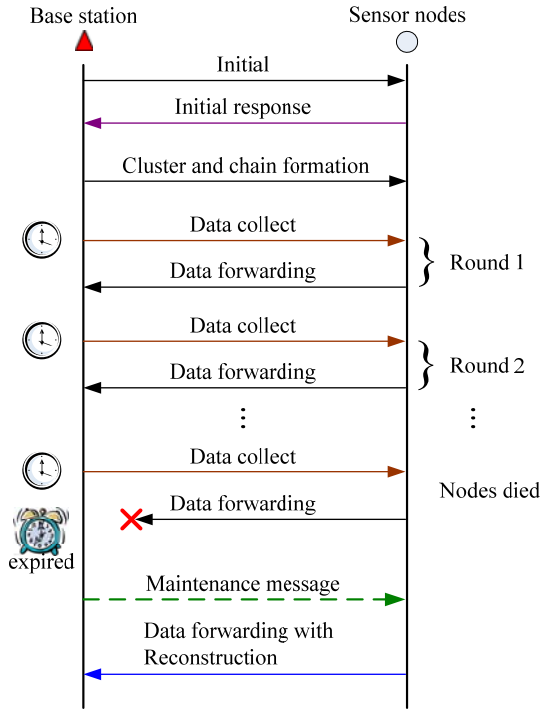 Base station
Sensor nodes
Initial
Initial response
Cluster and chain formation
Data collect
Data forwarding
Round 1
Data collect
Data forwarding
Round 2
⋮
⋮
Data collect
Nodes died
Data forwarding
expired
Maintenance message
Data forwarding with
Reconstruction